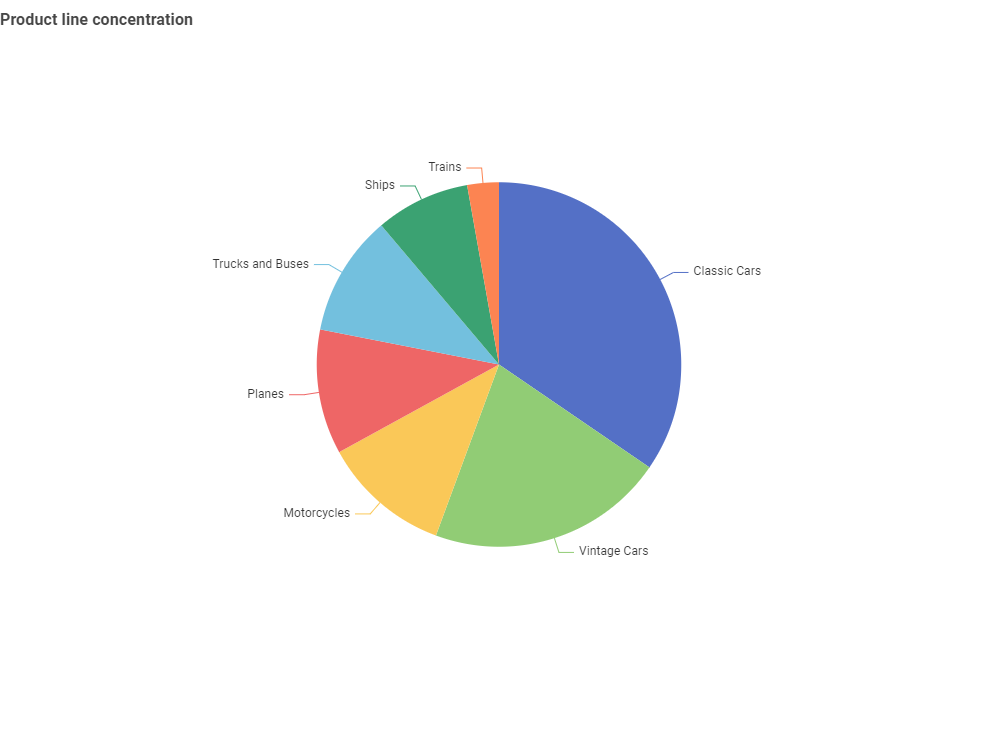 Product line concentration
Trains
Ships
Trucks and Buses
Classic Cars
Planes
Motorcycles
Vintage Cars